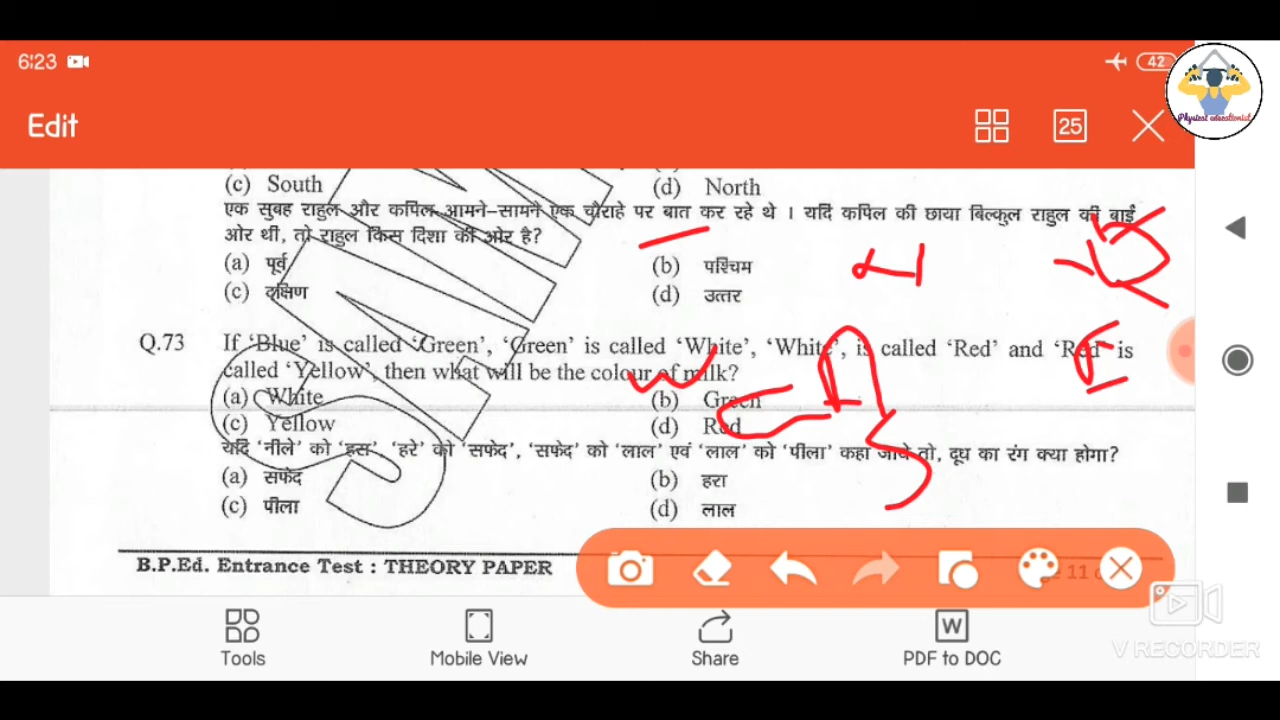 6:23
42
Edit
25
Physical educationist
(c) South
(d) North
एक सुबह राहुल और कपिल आमने-सामने एक चौराहे पर बात कर रहे थे । यदि कपिल की छाया बिल्कुल राहुल की बाईं
ओर थी, तो राहुल किस दिशा की ओर है?
(a) पूर्व
(b) पश्चिम
(c) दक्षिण
(d) उत्तर
Q.73 If ‘Blue’ is called ‘Green’, ‘Green’ is called ‘White’, ‘White’, is called ‘Red’ and ‘Red’ is
called ‘Yellow’, then what will be the colour of milk?
(a) White
(b) Green
(c) Yellow
(d) Red
यदि ‘नीले’ को ‘हरा’ ‘हरे’ को ‘सफेद’, ‘सफेद’ को ‘लाल’ एवं ‘लाल’ को ‘पीला’ कहा जाये तो, दूध का रंग क्या होगा?
(a) सफेद
(b) हरा
(c) पीला
(d) लाल
B.P.Ed. Entrance Test : THEORY PAPER
11
V RECORDER
Tools
Mobile View
Share
W
PDF to DOC
W
E
S